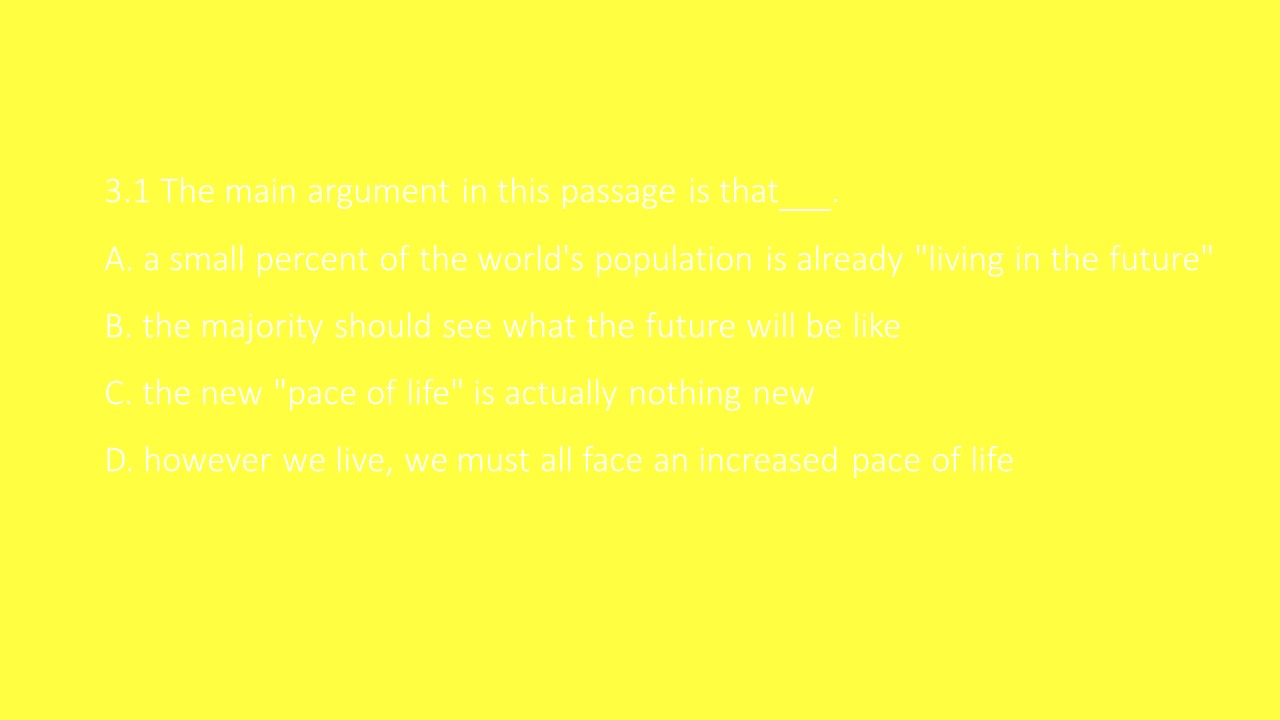 3.1 The main argument in this passage is that___.
A. a small percent of the world's population is already "living in the future"
B. the majority should see what the future will be like
C. the new "pace of life" is actually nothing new
D. however we live, we must all face an increased pace of life